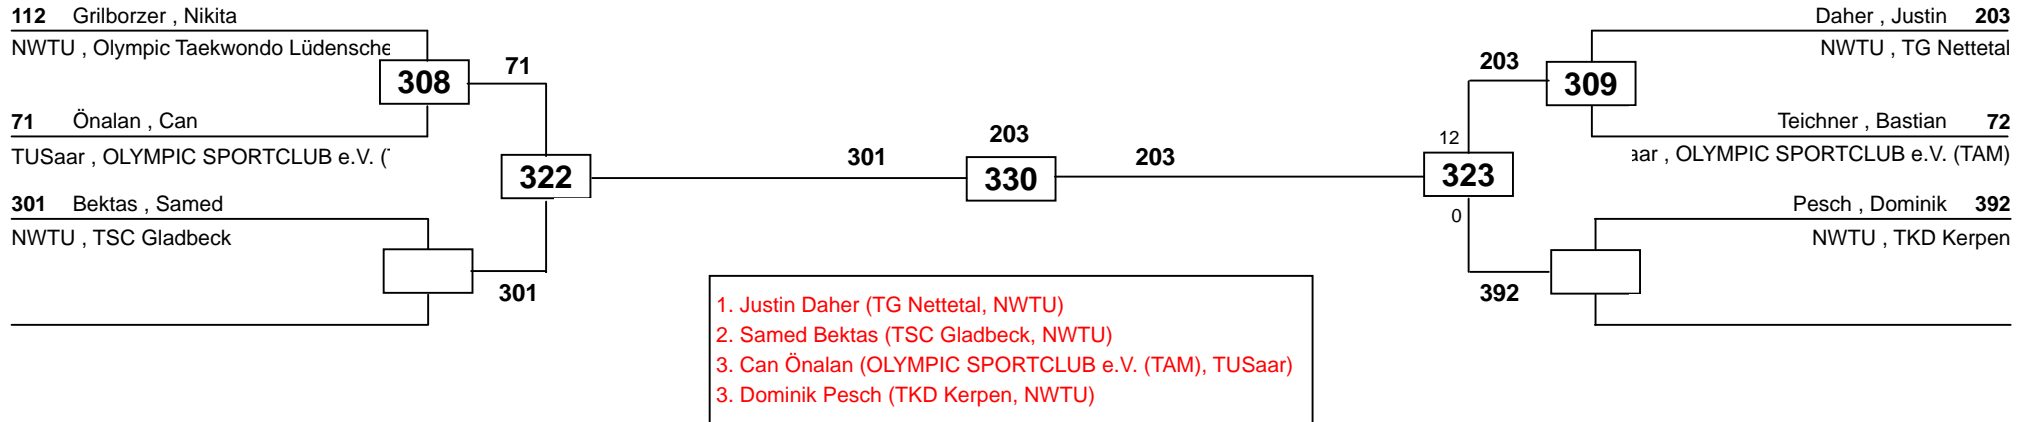 112 Grilborzer , Nikita
NWTU , Olympic Taekwondo Lüdensche
308
71
71 Önalan , Can
TUSaar , OLYMPIC SPORTCLUB e.V. (
322
301 Bektas , Samed
NWTU , TSC Gladbeck
301
301
203
330
203
Daher , Justin 203
NWTU , TG Nettetal
203
309
Teichner , Bastian 72
aar , OLYMPIC SPORTCLUB e.V. (TAM)
12
323
0
Pesch , Dominik 392
NWTU , TKD Kerpen
392
1. Justin Daher (TG Nettetal, NWTU)
2. Samed Bektas (TSC Gladbeck, NWTU)
3. Can Önalan (OLYMPIC SPORTCLUB e.V. (TAM), TUSaar)
3. Dominik Pesch (TKD Kerpen, NWTU)